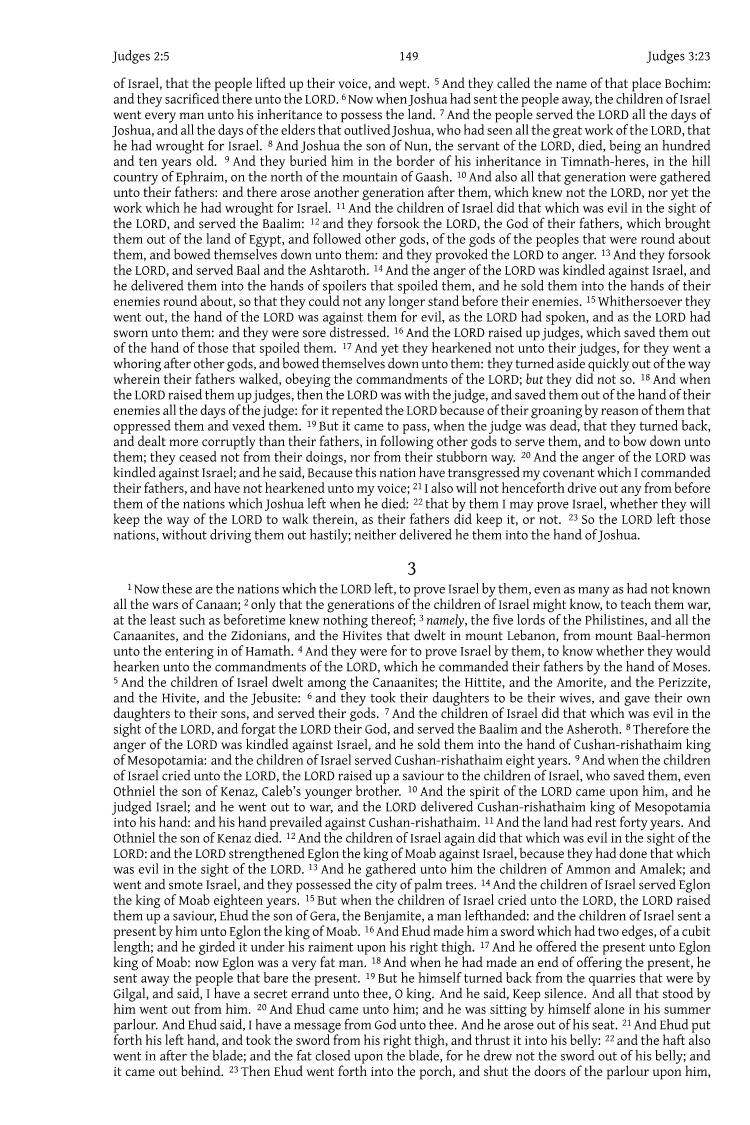 Judges 2:5 149 Judges 3:23
of Israel, that the people lifted up their voice, and wept. 5 And they called the name of that place Bochim:
and they sacrificed there unto the LORD. 6 Now when Joshua had sent the people away, the children of Israel
went every man unto his inheritance to possess the land. 7 And the people served the LORD all the days of
Joshua, and all the days of the elders that outlived Joshua, who had seen all the great work of the LORD, that
he had wrought for Israel. 8 And Joshua the son of Nun, the servant of the LORD, died, being an hundred
and ten years old. 9 And they buried him in the border of his inheritance in Timnath-heres, in the hill
country of Ephraim, on the north of the mountain of Gaash. 10 And also all that generation were gathered
unto their fathers: and there arose another generation after them, which knew not the LORD, nor yet the
work which he had wrought for Israel. 11 And the children of Israel did that which was evil in the sight of
the LORD, and served the Baalim: 12 and they forsook the LORD, the God of their fathers, which brought
them out of the land of Egypt, and followed other gods, of the gods of the peoples that were round about
them, and bowed themselves down unto them: and they provoked the LORD to anger. 13 And they forsook
the LORD, and served Baal and the Ashtaroth. 14 And the anger of the LORD was kindled against Israel, and
he delivered them into the hands of spoilers that spoiled them, and he sold them into the hands of their
enemies round about, so that they could not any longer stand before their enemies. 15 Whithersoever they
went out, the hand of the LORD was against them for evil, as the LORD had spoken, and as the LORD had
sworn unto them: and they were sore distressed. 16 And the LORD raised up judges, which saved them out
of the hand of those that spoiled them. 17 And yet they hearkened not unto their judges, for they went a
whoring after other gods, and bowed themselves down unto them: they turned aside quickly out of the way
wherein their fathers walked, obeying the commandments of the LORD; but they did not so. 18 And when
the LORD raised them up judges, then the LORD was with the judge, and saved them out of the hand of their
enemies all the days of the judge: for it repented the LORD because of their groaning by reason of them that
oppressed them and vexed them. 19 But it came to pass, when the judge was dead, that they turned back,
and dealt more corruptly than their fathers, in following other gods to serve them, and to bow down unto
them; they ceased not from their doings, nor from their stubborn way. 20 And the anger of the LORD was
kindled against Israel; and he said, Because this nation have transgressed my covenant which I commanded
their fathers, and have not hearkened unto my voice; 21 I also will not henceforth drive out any from before
them of the nations which Joshua left when he died: 22 that by them I may prove Israel, whether they will
keep the way of the LORD to walk therein, as their fathers did keep it, or not. 23 So the LORD left those
nations, without driving them out hastily; neither delivered he them into the hand of Joshua.
3
1 Now these are the nations which the LORD left, to prove Israel by them, even as many as had not known
all the wars of Canaan; 2 only that the generations of the children of Israel might know, to teach them war,
at the least such as beforetime knew nothing thereof; 3 namely, the five lords of the Philistines, and all the
Canaanites, and the Zidonians, and the Hivites that dwelt in mount Lebanon, from mount Baal-hermon
unto the entering in of Hamath. 4 And they were for to prove Israel by them, to know whether they would
hearken unto the commandments of the LORD, which he commanded their fathers by the hand of Moses.
5 And the children of Israel dwelt among the Canaanites; the Hittite, and the Amorite, and the Perizzite,
and the Hivite, and the Jebusite: 6 and they took their daughters to be their wives, and gave their own
daughters to their sons, and served their gods. 7 And the children of Israel did that which was evil in the
sight of the LORD, and forgat the LORD their God, and served the Baalim and the Asheroth. 8 Therefore the
anger of the LORD was kindled against Israel, and he sold them into the hand of Cushan-rishathaim king
of Mesopotamia: and the children of Israel served Cushan-rishathaim eight years. 9 And when the children
of Israel cried unto the LORD, the LORD raised up a saviour to the children of Israel, who saved them, even
Othniel the son of Kenaz, Caleb's younger brother. 10 And the spirit of the LORD came upon him, and he
judged Israel; and he went out to war, and the LORD delivered Cushan-rishathaim king of Mesopotamia
into his hand: and his hand prevailed against Cushan-rishathaim. 11 And the land had rest forty years. And
Othniel the son of Kenaz died. 12 And the children of Israel again did that which was evil in the sight of the
LORD: and the LORD strengthened Eglon the king of Moab against Israel, because they had done that which
was evil in the sight of the LORD. 13 And he gathered unto him the children of Ammon and Amalek; and
went and smote Israel, and they possessed the city of palm trees. 14 And the children of Israel served Eglon
the king of Moab eighteen years. 15 But when the children of Israel cried unto the LORD, the LORD raised
them up a saviour, Ehud the son of Gera, the Benjamite, a man lefthanded: and the children of Israel sent a
present by him unto Eglon the king of Moab. 16 And Ehud made him a sword which had two edges, of a cubit
length; and he girded it under his raiment upon his right thigh. 17 And he offered the present unto Eglon
king of Moab: now Eglon was a very fat man. 18 And when he had made an end of offering the present, he
sent away the people that bare the present. 19 But he himself turned back from the quarries that were by
Gilgal, and said, I have a secret errand unto thee, O king. And he said, Keep silence. And all that stood by
him went out from him. 20 And Ehud came unto him; and he was sitting by himself alone in his summer
parlour. And Ehud said, I have a message from God unto thee. And he arose out of his seat. 21 And Ehud put
forth his left hand, and took the sword from his right thigh, and thrust it into his belly: 22 and the haft also
went in after the blade; and the fat closed upon the blade, for he drew not the sword out of his belly; and
it came out behind. 23 Then Ehud went forth into the porch, and shut the doors of the parlour upon him,